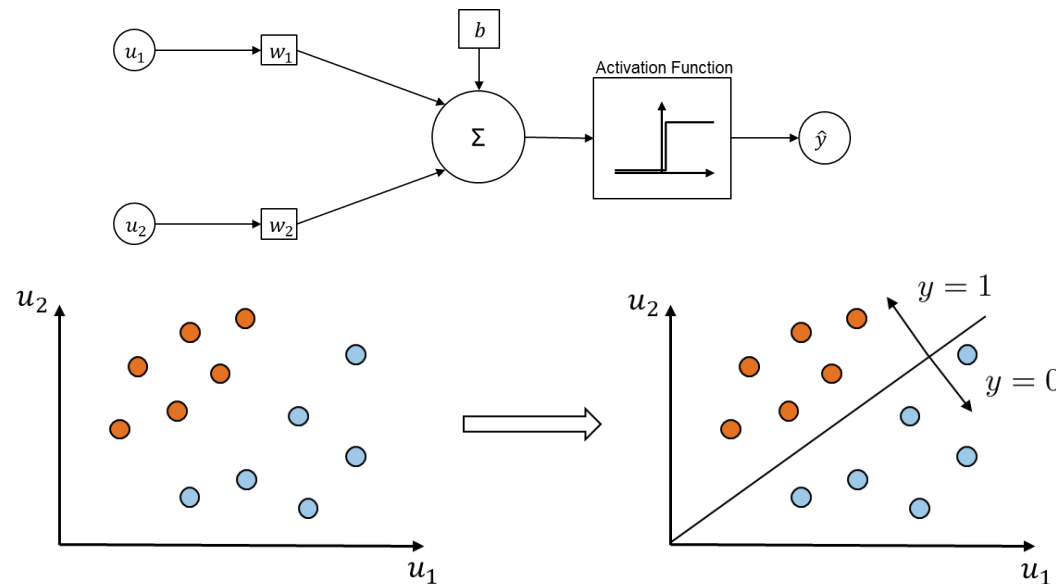 b
u₁
w₁
Activation Function
Σ
ŷ
u₂
w₂
u₂
u₁
u₂
y = 1
y = 0
u₁